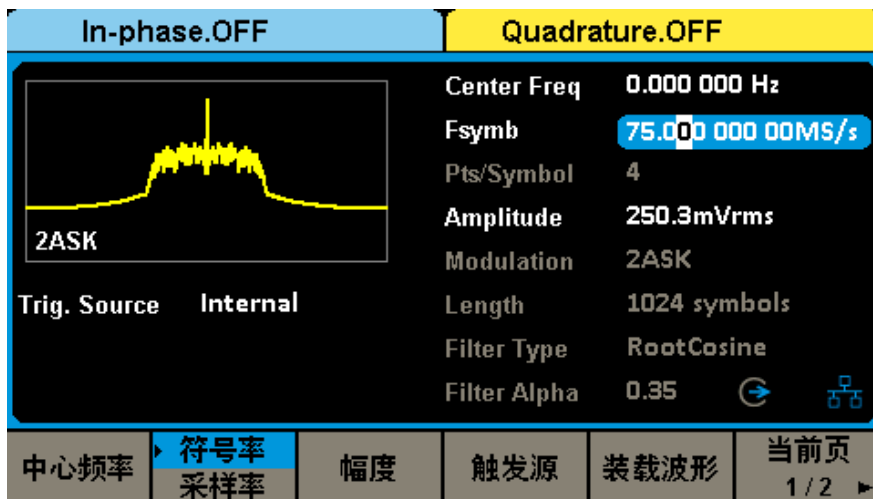 In-phase.OFF
Quadrature.OFF
Center Freq 0.000 000 Hz
Fsymb 75.000 000 00MS/s
Pts/Symbol 4
Amplitude 250.3mVrms
2ASK
Modulation 2ASK
Trig. Source Internal
Length 1024 symbols
Filter Type RootCosine
Filter Alpha 0.35
中心频率
符号率
采样率
幅度
触发源
装载波形
当前页
1/2